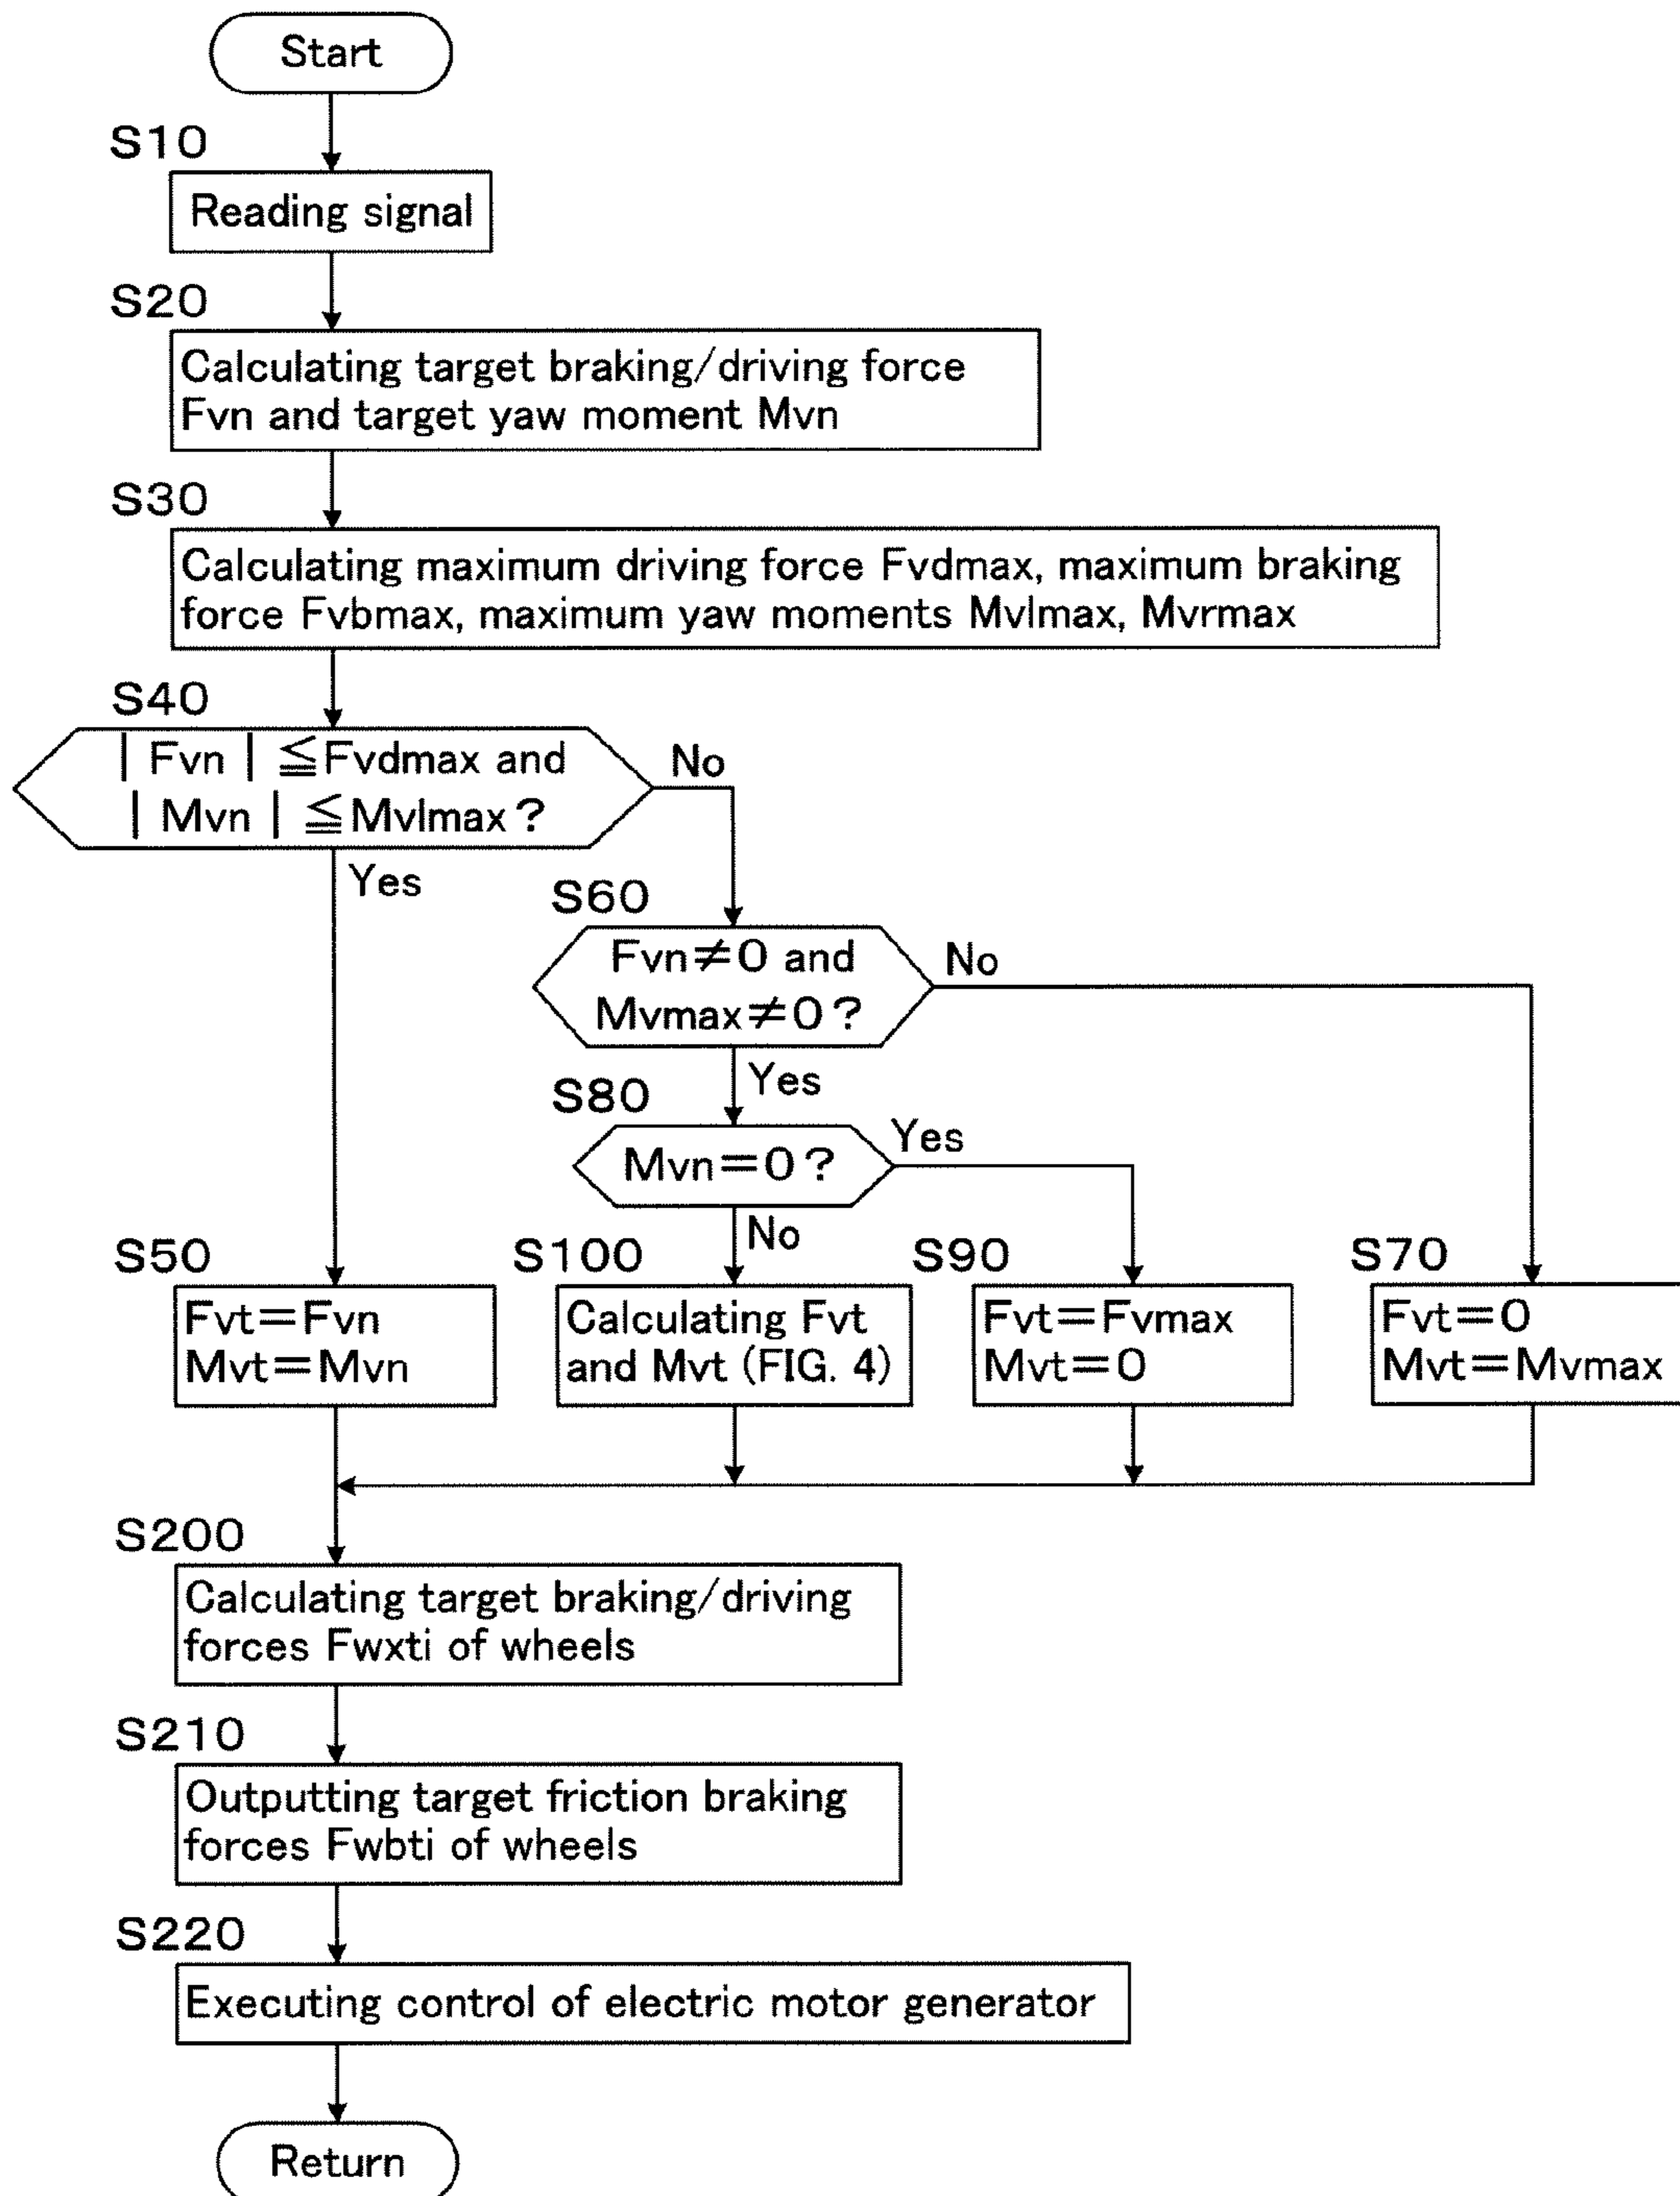 Start
S10
Reading signal
S20
Calculating target braking/driving force
Fvn and target yaw moment Mvn
S30
Calculating maximum driving force Fvdmax, maximum braking
force Fvbmax, maximum yaw moments Mvlmax, Mvrmax
S40
| Fvn | ≦Fvdmax and
| Mvn | ≦Mvlmax?
No
Yes
S60
Fvn≠0 and
Mvmax≠0?
No
Yes
S80
Mvn=0?
Yes
No
S50
Fvt=Fvn
Mvt=Mvn
S100
Calculating Fvt
and Mvt (FIG. 4)
S90
Fvt=Fvmax
Mvt=0
S70
Fvt=0
Mvt=Mvmax
S200
Calculating target braking/driving
forces Fwxti of wheels
S210
Outputting target friction braking
forces Fwbti of wheels
S220
Executing control of electric motor generator
Return